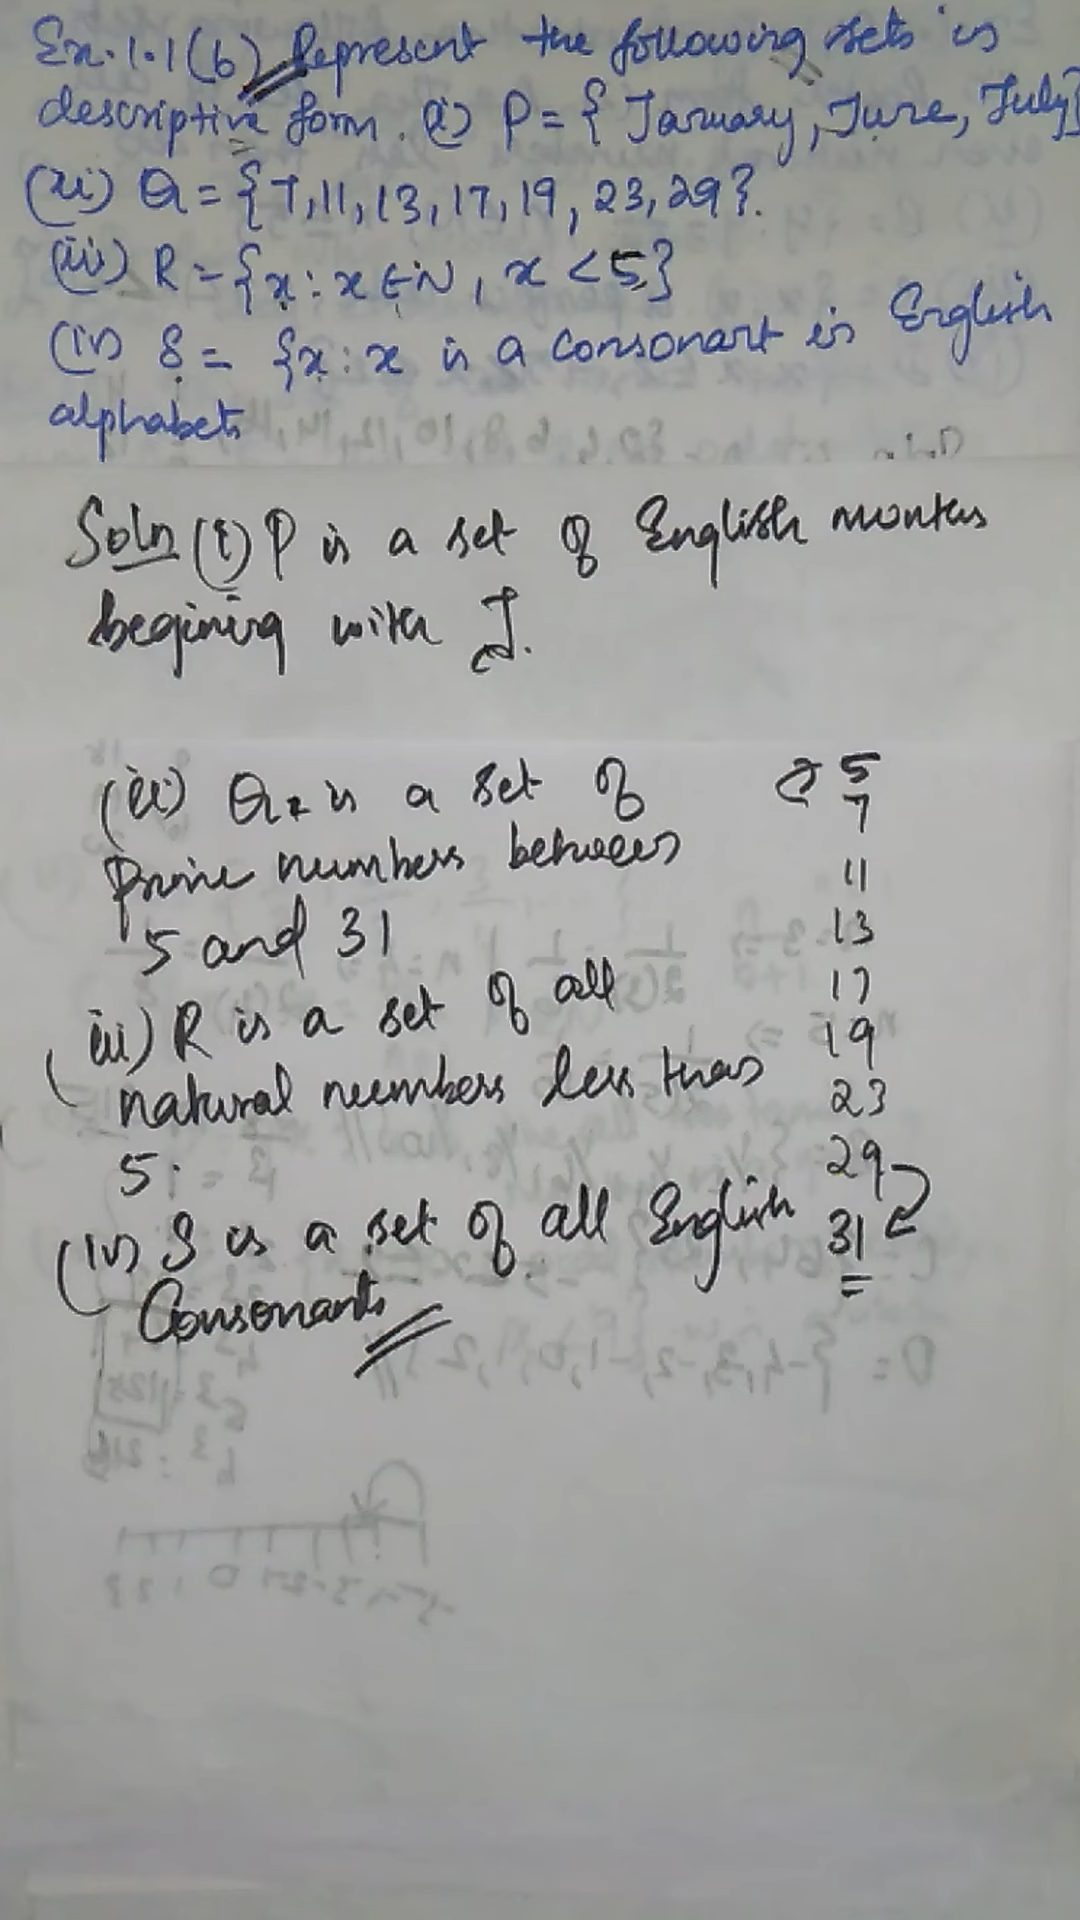 Ex.1.1(6) Represent the following sets in
descriptive form. (i) P = { January, June, July}
(ii) Q = {7,11,13,17,19,23,29}.
(iii) R = {x : x ∈ N, x < 5}
(iv) S = {x : x is a consonant in English
alphabets
Soln (i) P is a set of English months
begining with J.
(ii) Q is a set of
prime numbers between
5 and 31
iii) R is a set of all
natural numbers less than
5.
(iv) S is a set of all English
Consonants
5
7
11
13
17
19
23
29
31